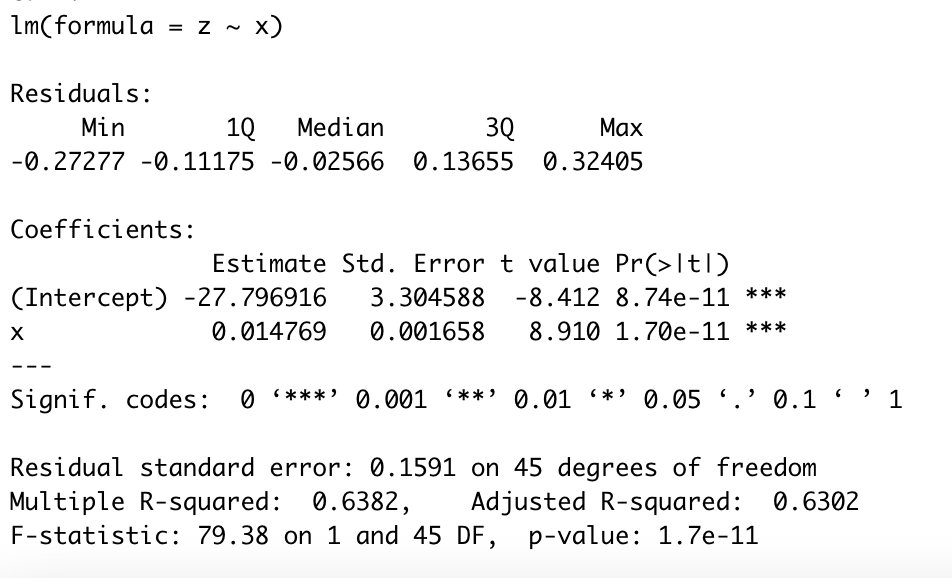 lm(formula = z ~ x)
Residuals:
Min 1Q Median 3Q Max
-0.27277 -0.11175 -0.02566 0.13655 0.32405
Coefficients:
Estimate Std. Error t value Pr(>|t|)
(Intercept) -27.796916 3.304588 -8.412 8.74e-11 ***
x 0.014769 0.001658 8.910 1.70e-11 ***
---
Signif. codes: 0 ‘***’ 0.001 ‘**’ 0.01 ‘*’ 0.05 ‘.’ 0.1 ‘ ’ 1
Residual standard error: 0.1591 on 45 degrees of freedom
Multiple R-squared: 0.6382, Adjusted R-squared: 0.6302
F-statistic: 79.38 on 1 and 45 DF, p-value: 1.7e-11